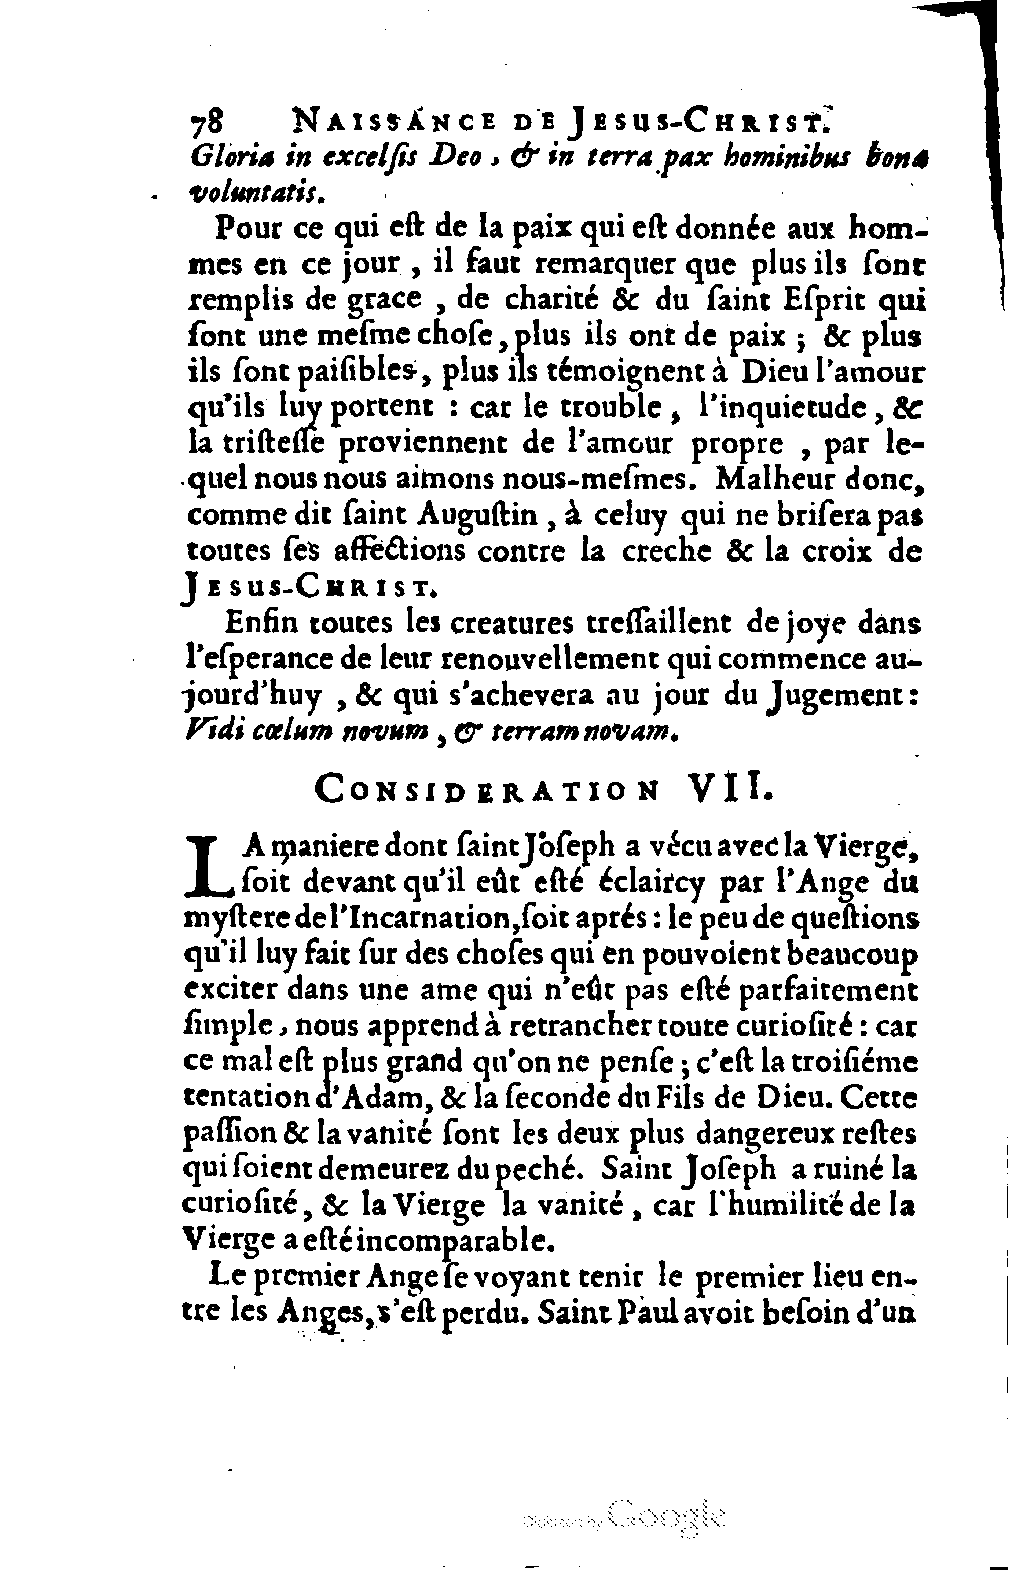 78 NAISSANCE DE JESUS-CHRIST.
Gloria in excelſis Deo, & in terra pax hominibus bona
voluntatis.
Pour ce qui eſt de la paix qui eſt donnée aux hom-
mes en ce jour, il faut remarquer que plus ils ſont
remplis de grace, de charité & du ſaint Eſprit qui
ſont une meſme choſe, plus ils ont de paix ; & plus
ils ſont paiſibles, plus ils témoignent à Dieu l'amour
qu'ils luy portent : car le trouble, l'inquietude, &
la triſteſſe proviennent de l'amour propre, par le-
quel nous nous aimons nous-meſmes. Malheur donc,
comme dit ſaint Auguſtin, à celuy qui ne briſera pas
toutes ſes affections contre la creche & la croix de
JESUS-CHRIST.
Enfin toutes les creatures treſſaillent de joye dans
l'eſperance de leur renouvellement qui commence au-
jourd'huy, & qui s'achevera au jour du Jugement :
Vidi cœlum novum, & terram novam.
CONSIDERATION VII.
LA maniere dont ſaint Joſeph a vécu avec la Vierge,
ſoit devant qu'il eût eſté éclaircy par l'Ange du
myſtere de l'Incarnation, ſoit aprés : le peu de queſtions
qu'il luy fait ſur des choſes qui en pouvoient beaucoup
exciter dans une ame qui n'eût pas eſté parfaitement
ſimple, nous apprend à retrancher toute curioſité : car
ce mal eſt plus grand qu'on ne penſe ; c'eſt la troiſiéme
tentation d'Adam, & la ſeconde du Fils de Dieu. Cette
paſſion & la vanité ſont les deux plus dangereux reſtes
qui ſoient demeurez du peché. Saint Joſeph a ruiné la
curioſité, & la Vierge la vanité, car l'humilité de la
Vierge a eſté incomparable.
Le premier Ange ſe voyant tenir le premier lieu en-
tre les Anges, s'eſt perdu. Saint Paul avoit beſoin d'un
Digitized by Google